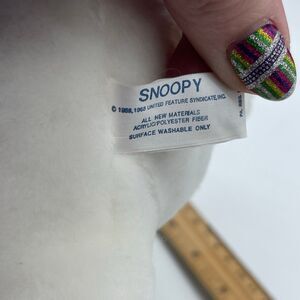 SNOOPY
© 1958, 1968 UNITED FEATURE SYNDICATE, INC.
ALL NEW MATERIALS
ACRYLIC/POLYESTER FIBER
SURFACE WASHABLE ONLY